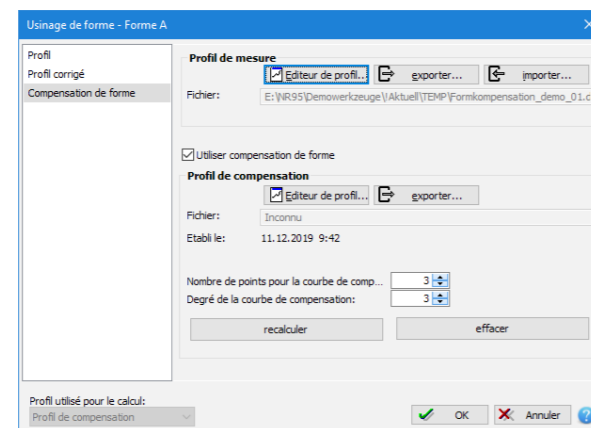 Usinage de forme - Forme A
Profil
Profil corrigé
Compensation de forme
Profil de mesure
Editeur de profil... exporter... importer...
Fichier: E:\NR95\Demowerkzeuge\!Aktuell\TEMP\Formkompensation_demo_01.c
Utiliser compensation de forme
Profil de compensation
Editeur de profil... exporter...
Fichier: Inconnu
Etabli le: 11.12.2019 9:42
Nombre de points pour la courbe de comp... 3
Degré de la courbe de compensation: 3
recalculer effacer
Profil utilisé pour le calcul:
Profil de compensation
OK Annuler ?